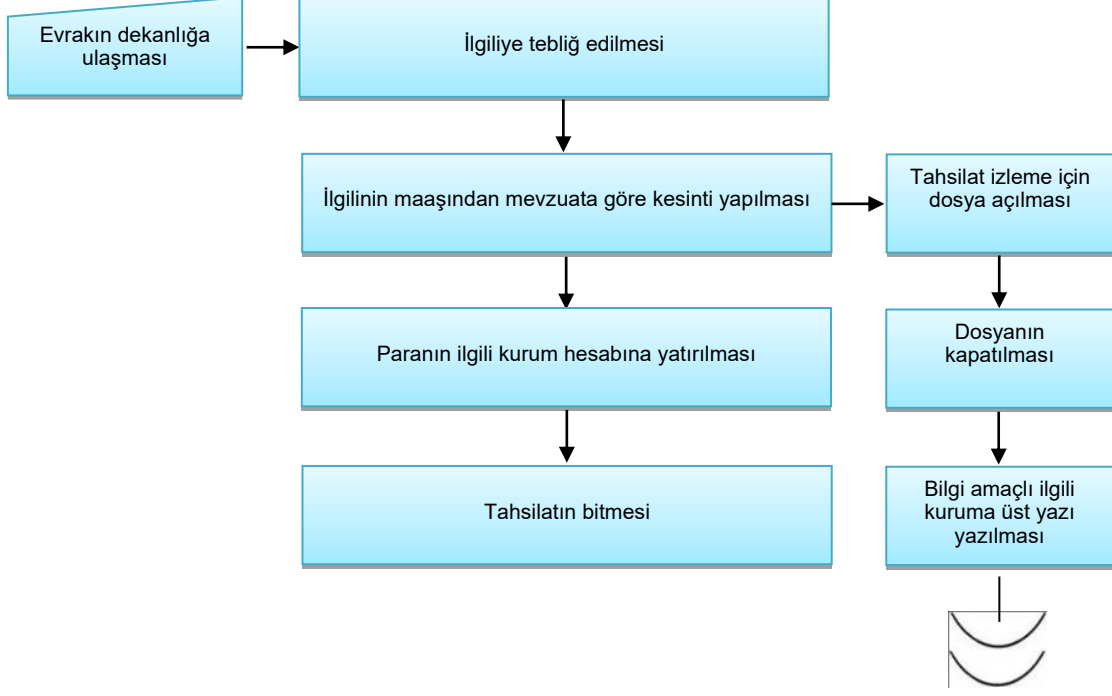 Evrakın dekanlığa
ulaşması
İlgiliye tebliğ edilmesi
İlgilinin maaşından mevzuata göre kesinti yapılması
Tahsilat izleme için
dosya açılması
Paranın ilgili kurum hesabına yatırılması
Dosyanın
kapatılması
Tahsilatın bitmesi
Bilgi amaçlı ilgili
kuruma üst yazı
yazılması